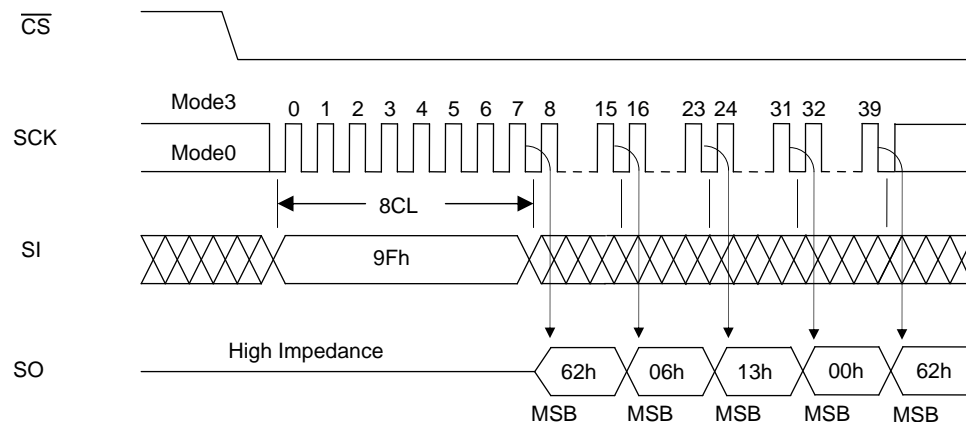 CS
Mode3
0 1 2 3 4 5 6 7 8 15 16 23 24 31 32 39
SCK
Mode0
8CL
SI
9Fh
High Impedance
SO
62h 06h 13h 00h 62h
MSB MSB MSB MSB MSB